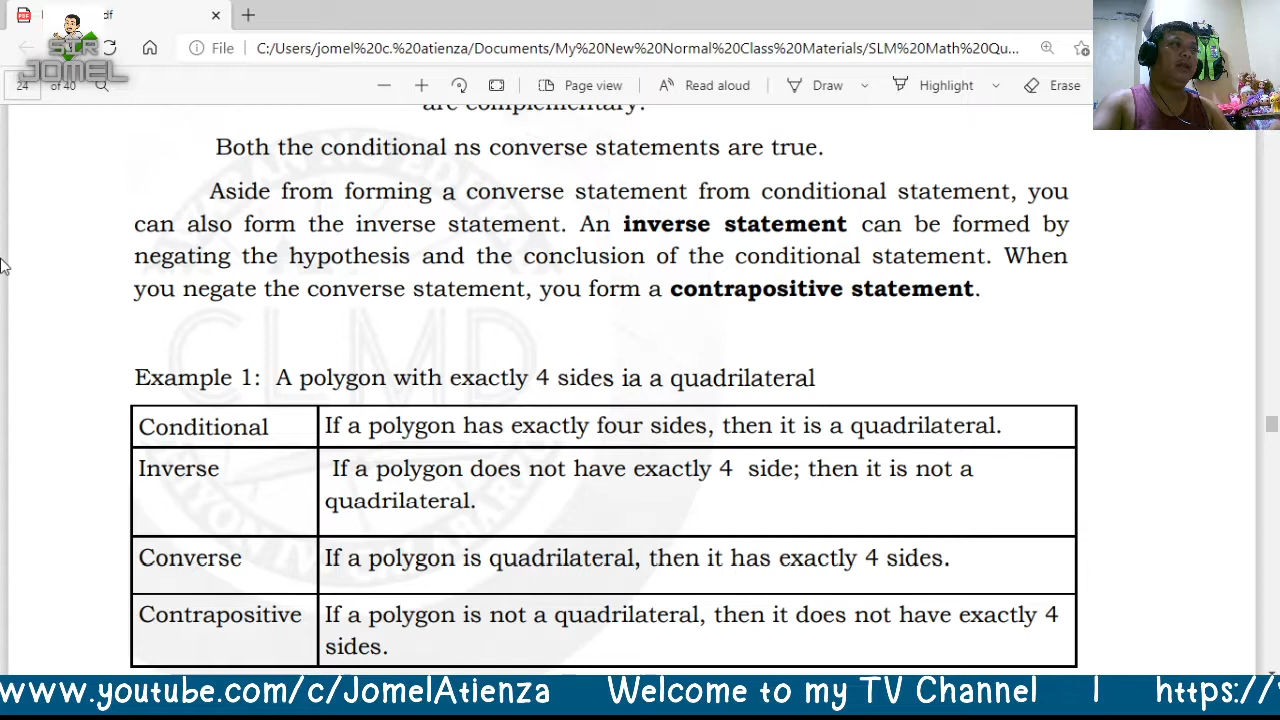 df
SIR
JOMEL
File
C:/Users/jomel%20c.%20atienza/Documents/My%20New%20Normal%20Class%20Materials/SLM%20Math%20Qu...
24 of 40
Page view
Read aloud
Draw
Highlight
Erase
are complementary.
Both the conditional ns converse statements are true.
Aside from forming a converse statement from conditional statement, you
can also form the inverse statement. An inverse statement can be formed by
negating the hypothesis and the conclusion of the conditional statement. When
you negate the converse statement, you form a contrapositive statement.
Example 1: A polygon with exactly 4 sides ia a quadrilateral
Conditional If a polygon has exactly four sides, then it is a quadrilateral.
Inverse If a polygon does not have exactly 4 side; then it is not a
quadrilateral.
Converse If a polygon is quadrilateral, then it has exactly 4 sides.
Contrapositive If a polygon is not a quadrilateral, then it does not have exactly 4
sides.
CLMD
www.youtube.com/c/JomelAtienza Welcome to my TV Channel | https://